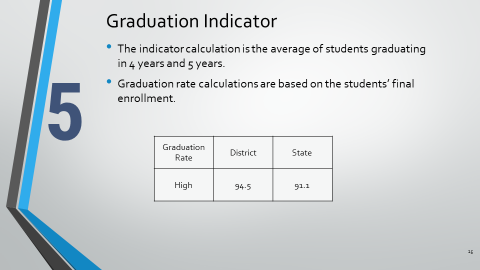 Graduation Indicator
The indicator calculation is the average of students graduating
in 4 years and 5 years.
Graduation rate calculations are based on the students' final
enrollment.
5
Graduation
Rate
District
State
High
94.5
91.1